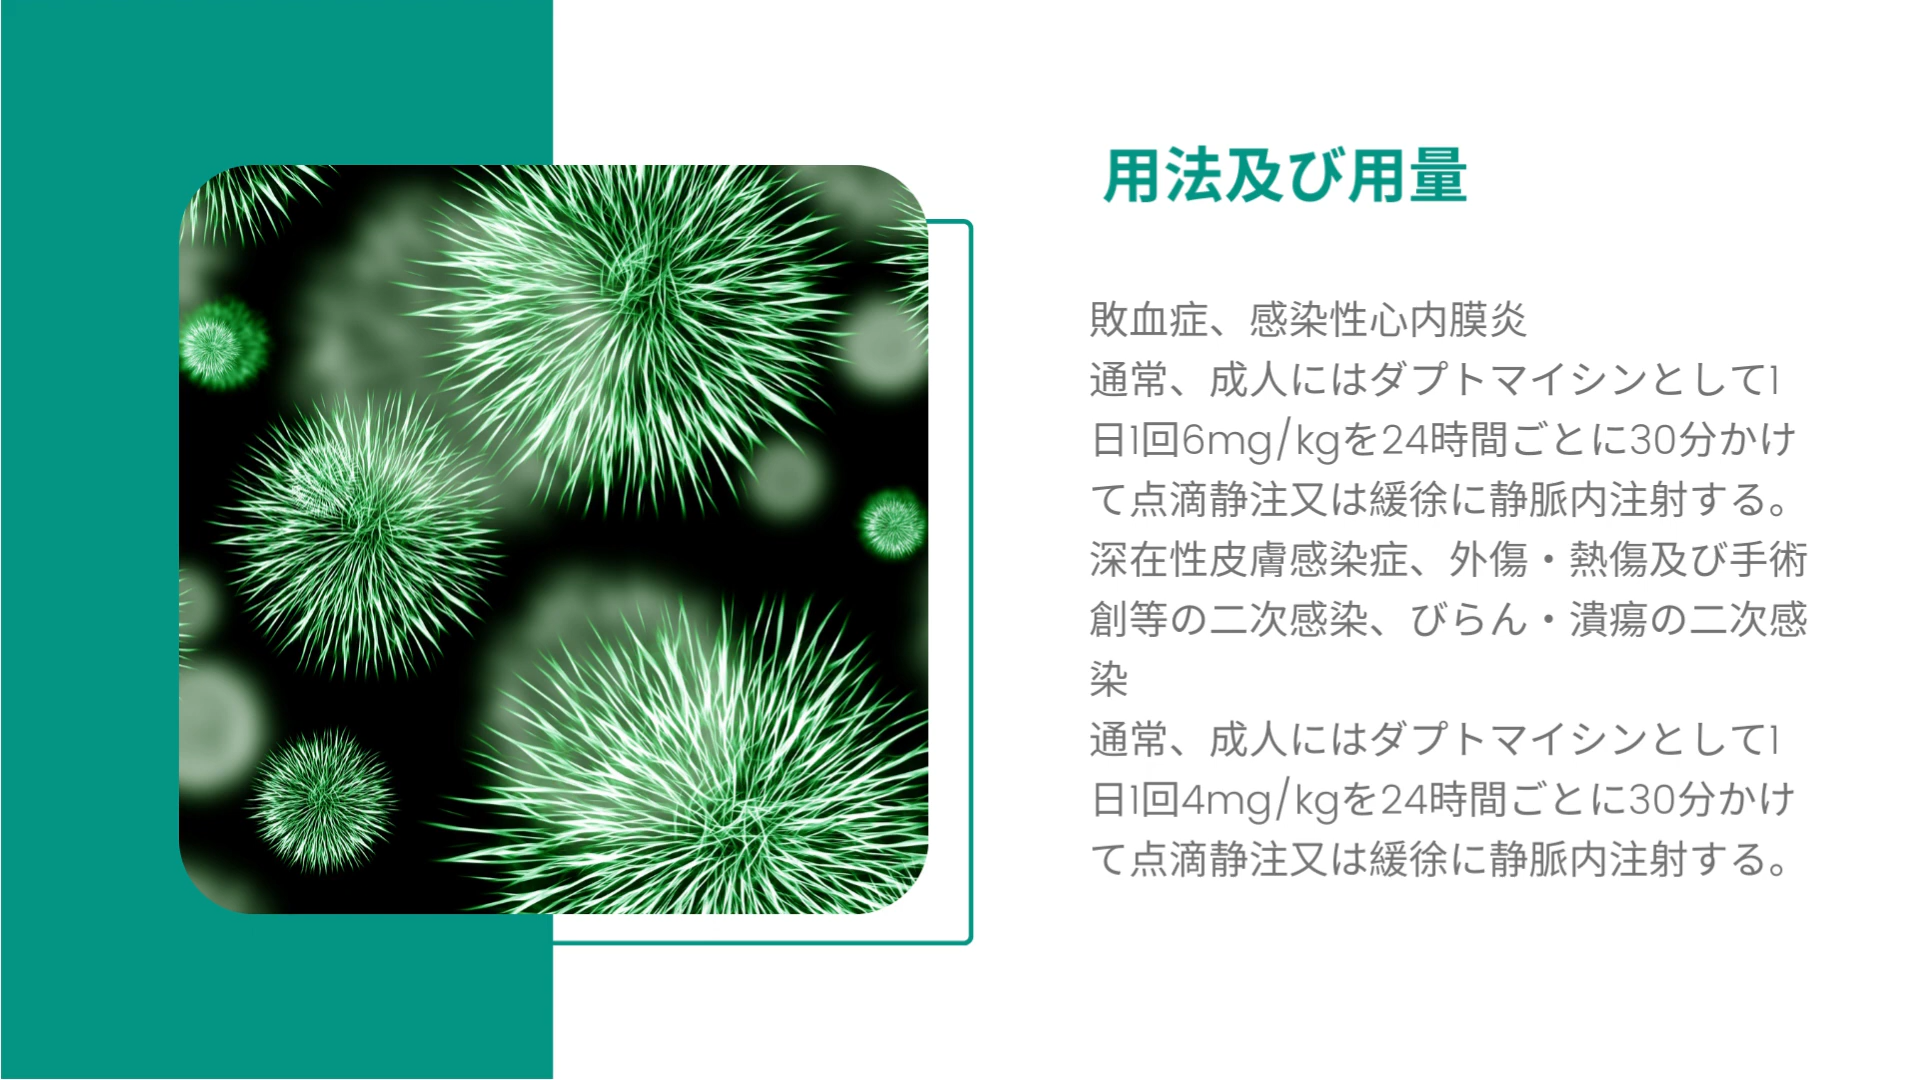 用法及び用量
敗血症、感染性心内膜炎
通常、成人にはダプトマイシンとして1
日1回6mg/kgを24時間ごとに30分かけ
て点滴静注又は緩徐に静脈内注射する。
深在性皮膚感染症、外傷・熱傷及び手術
創等の二次感染、びらん・潰瘍の二次感
染
通常、成人にはダプトマイシンとして1
日1回4mg/kgを24時間ごとに30分かけ
て点滴静注又は緩徐に静脈内注射する。